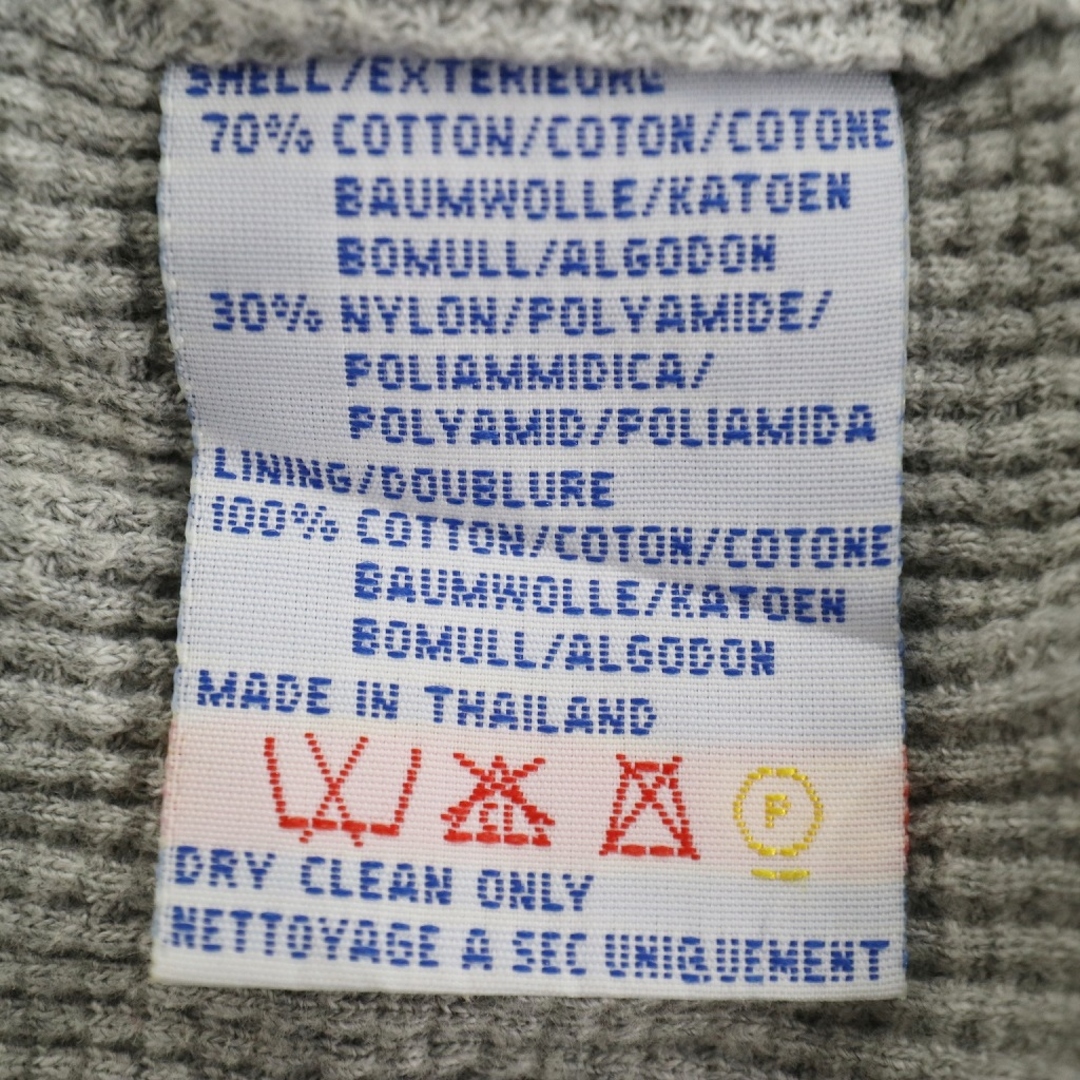 SHELL/EXTERIEURE
70% COTTON/COTON/COTONE
BAUMWOLLE/KATOEN
BOMULL/ALGODON
30% NYLON/POLYAMIDE/
POLIAMMIDICA/
POLYAMID/POLIAMIDA
LINING/DOUBLURE
100% COTTON/COTON/COTONE
BAUMWOLLE/KATOEN
BOMULL/ALGODON
MADE IN THAILAND
CL P
DRY CLEAN ONLY
NETTOYAGE A SEC UNIQUEMENT